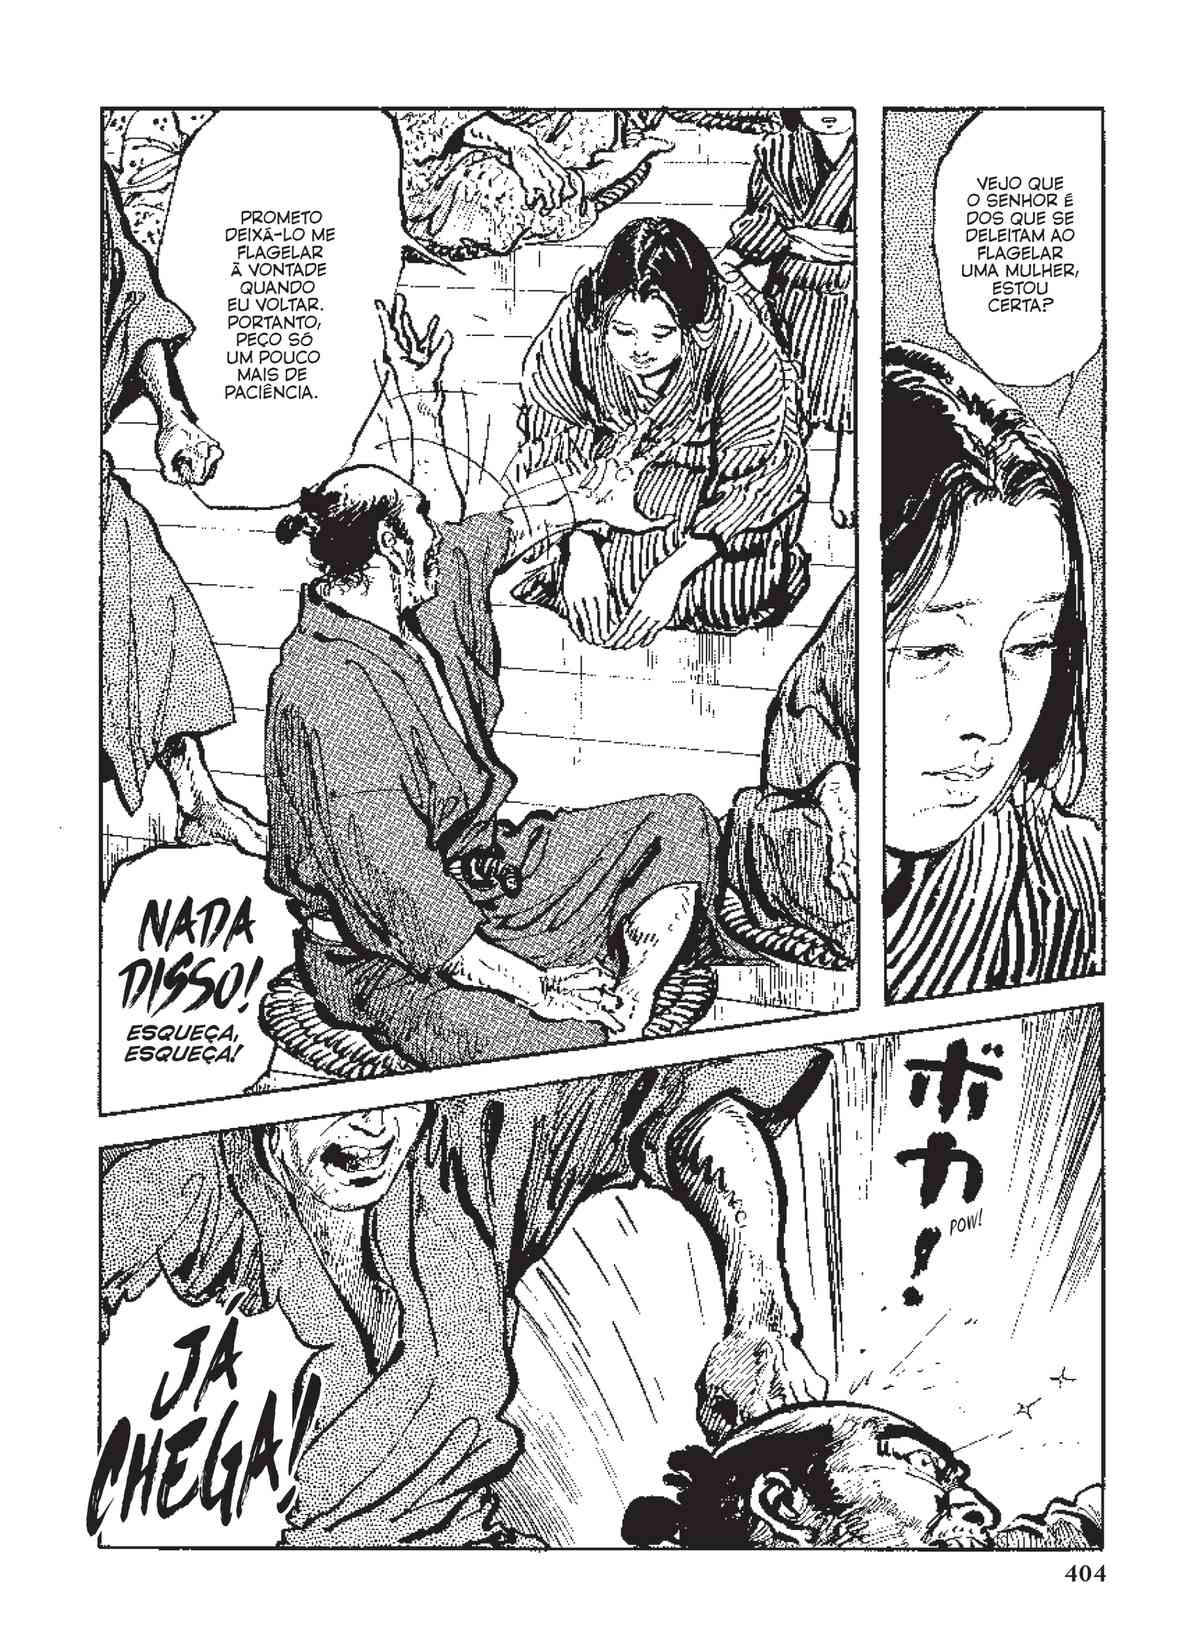 VEJO QUE
O SENHOR É
DOS QUE SE
DELEITAM AO
FLAGELAR
UMA MULHER,
ESTOU
CERTA?
PROMETO
DEIXÁ-LO ME
FLAGELAR
À VONTADE
QUANDO
EU VOLTAR.
PORTANTO,
PEÇO SÓ
UM POUCO
MAIS DE
PACIÊNCIA.
NADA
DISSO!
ESQUEÇA,
ESQUEÇA!
ボカ!
POW!
JÁ
CHEGA!
404